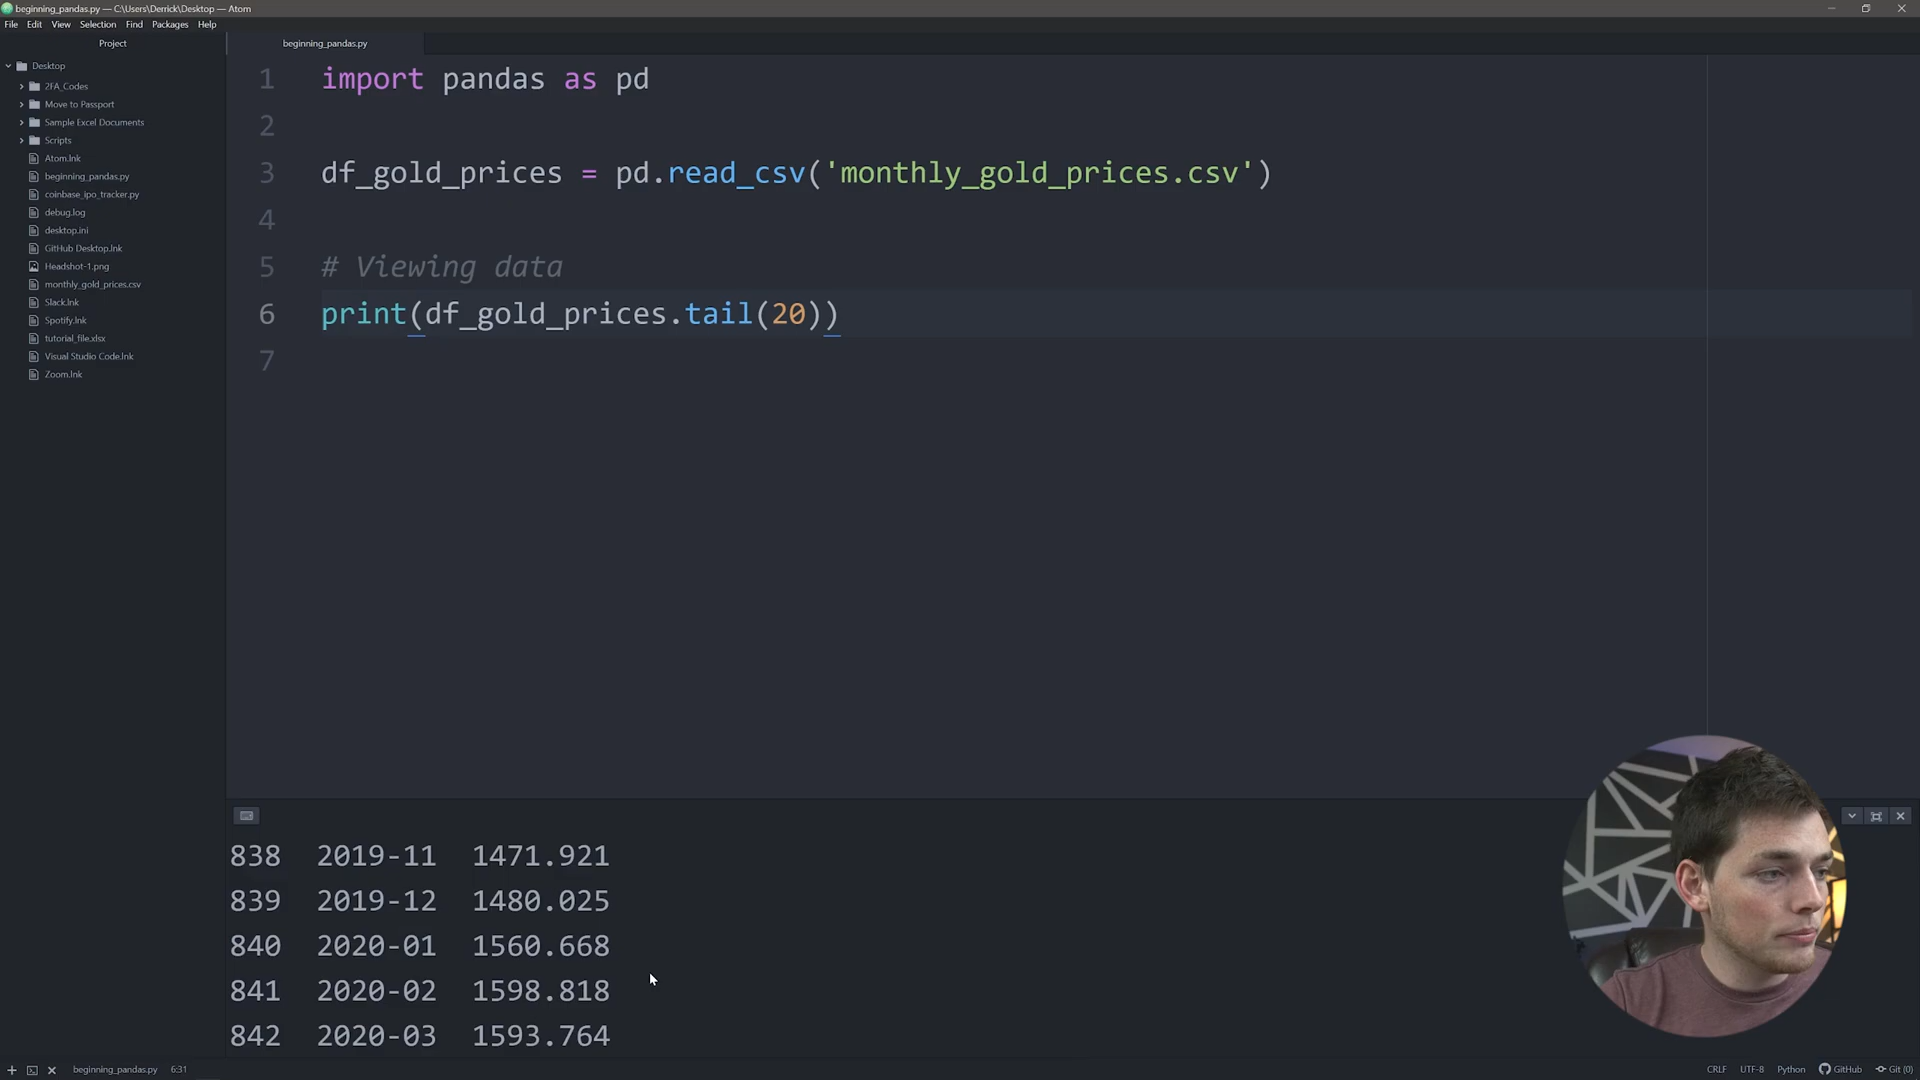 beginning_pandas.py — C:\Users\Derrick\Desktop — Atom
File Edit View Selection Find Packages Help
Project
Desktop
2FA_Codes
Move to Passport
Sample Excel Documents
Scripts
Atom.lnk
beginning_pandas.py
coinbase_ipo_tracker.py
debug.log
desktop.ini
GitHub Desktop.lnk
Headshot-1.png
monthly_gold_prices.csv
Slack.lnk
Spotify.lnk
tutorial_file.xlsx
Visual Studio Code.lnk
Zoom.lnk
beginning_pandas.py
1 import pandas as pd
2
3 df_gold_prices = pd.read_csv('monthly_gold_prices.csv')
4
5 # Viewing data
6 print(df_gold_prices.tail(20))
7
838 2019-11 1471.921
839 2019-12 1480.025
840 2020-01 1560.668
841 2020-02 1598.818
842 2020-03 1593.764
beginning_pandas.py 6:31 CRLF UTF-8 Python GitHub Git (0)